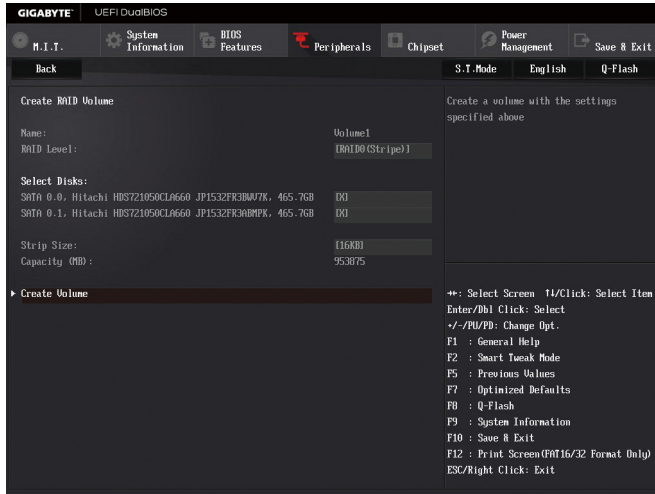 GIGABYTE™ UEFI DualBIOS
M.I.T.
System Information
BIOS Features
Peripherals
Chipset
Power Management
Save & Exit
Back
S.T.Mode English Q-Flash
Create RAID Volume
Name: Volume1
RAID Level: [RAID0(Stripe)]
Select Disks:
SATA 0.0, Hitachi HDS721050CLA660 JP1532FR3BWV7K, 465.7GB [X]
SATA 0.1, Hitachi HDS721050CLA660 JP1532FR3ABMPK, 465.7GB [X]
Strip Size: [16KB]
Capacity (MB): 953875
Create Volume
Create a volume with the settings
specified above
→←: Select Screen ↑↓/Click: Select Item
Enter/Dbl Click: Select
+/-/PU/PD: Change Opt.
F1 : General Help
F2 : Smart Tweak Mode
F5 : Previous Values
F7 : Optimized Defaults
F8 : Q-Flash
F9 : System Information
F10 : Save & Exit
F12 : Print Screen(FAT16/32 Format Only)
ESC/Right Click: Exit